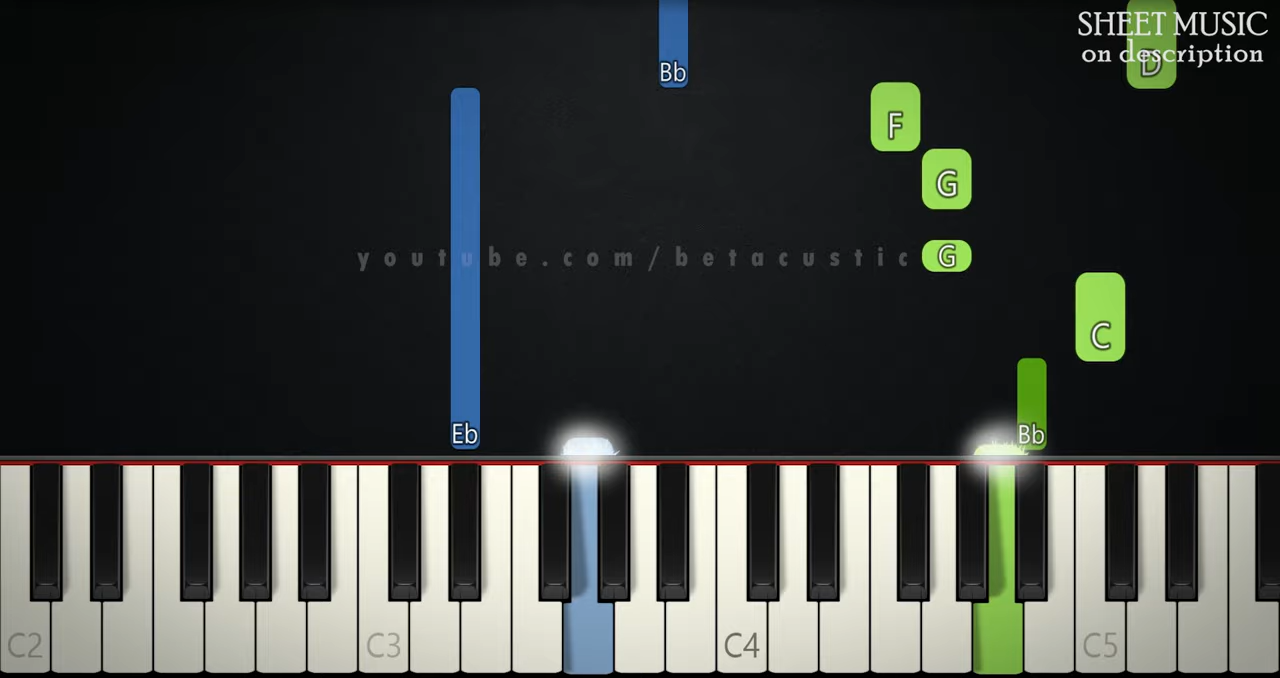 SHEET MUSIC
on description
D
Bb
F
G
youtube.com/betacustic
G
C
Eb
Bb
C2
C3
C4
C5